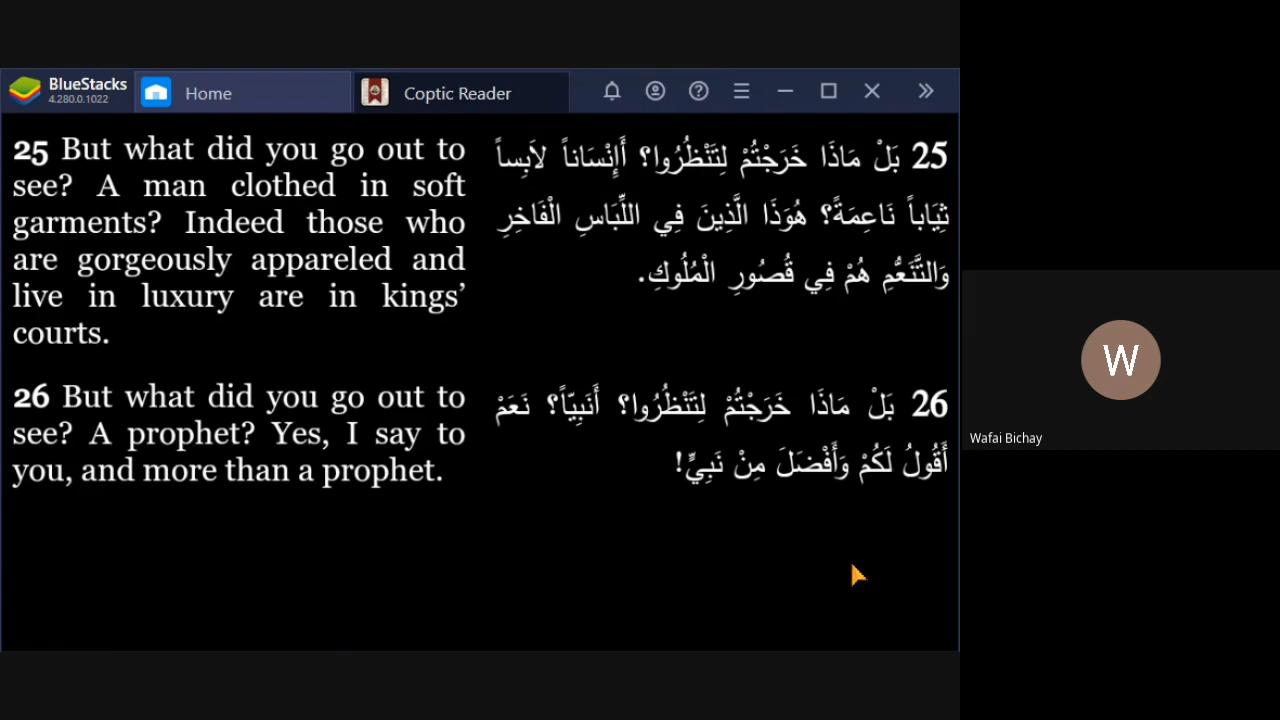 BlueStacks
4.280.0.1022
Home
Coptic Reader
25 But what did you go out to
see? A man clothed in soft
garments? Indeed those who
are gorgeously appareled and
live in luxury are in kings’
courts.
25 بَلْ مَاذَا خَرَجْتُمْ لِتَنْظُرُوا؟ أَإِنْسَاناً لاَبِساً
ثِيَاباً نَاعِمَةً؟ هُوَذَا الَّذِينَ فِي اللِّبَاسِ الْفَاخِرِ
وَالتَّنَعُّمِ هُمْ فِي قُصُورِ الْمُلُوكِ.
26 But what did you go out to
see? A prophet? Yes, I say to
you, and more than a prophet.
26 بَلْ مَاذَا خَرَجْتُمْ لِتَنْظُرُوا؟ أَنَبِيّاً؟ نَعَمْ
أَقُولُ لَكُمْ وَأَفْضَلَ مِنْ نَبِيٍّ!
W
Wafai Bichay